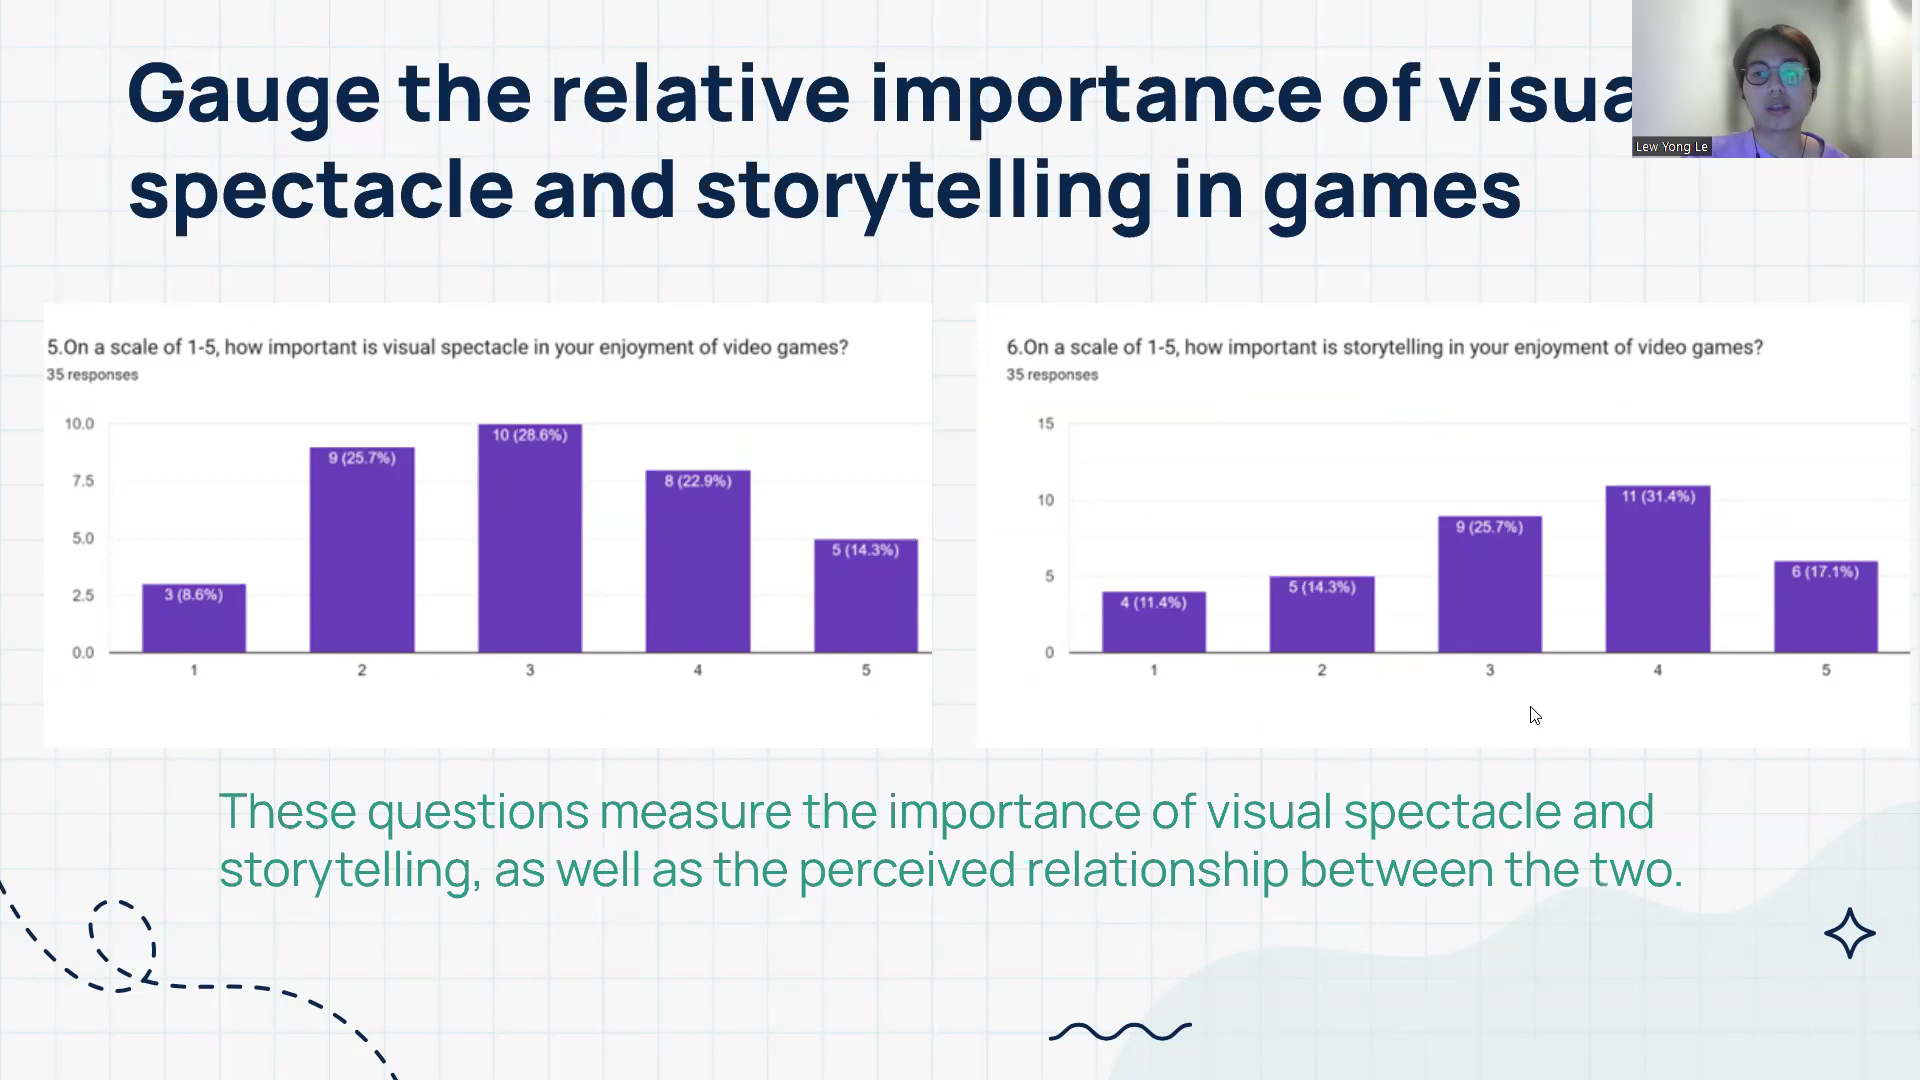 Gauge the relative importance of visua
spectacle and storytelling in games
Lew Yong Le
5.On a scale of 1-5, how important is visual spectacle in your enjoyment of video games?
35 responses
10.0
7.5
5.0
2.5
0.0
3 (8.6%)
9 (25.7%)
10 (28.6%)
8 (22.9%)
5 (14.3%)
1 2 3 4 5
6.On a scale of 1-5, how important is storytelling in your enjoyment of video games?
35 responses
15
10
5
0
4 (11.4%)
5 (14.3%)
9 (25.7%)
11 (31.4%)
6 (17.1%)
1 2 3 4 5
These questions measure the importance of visual spectacle and
storytelling, as well as the perceived relationship between the two.